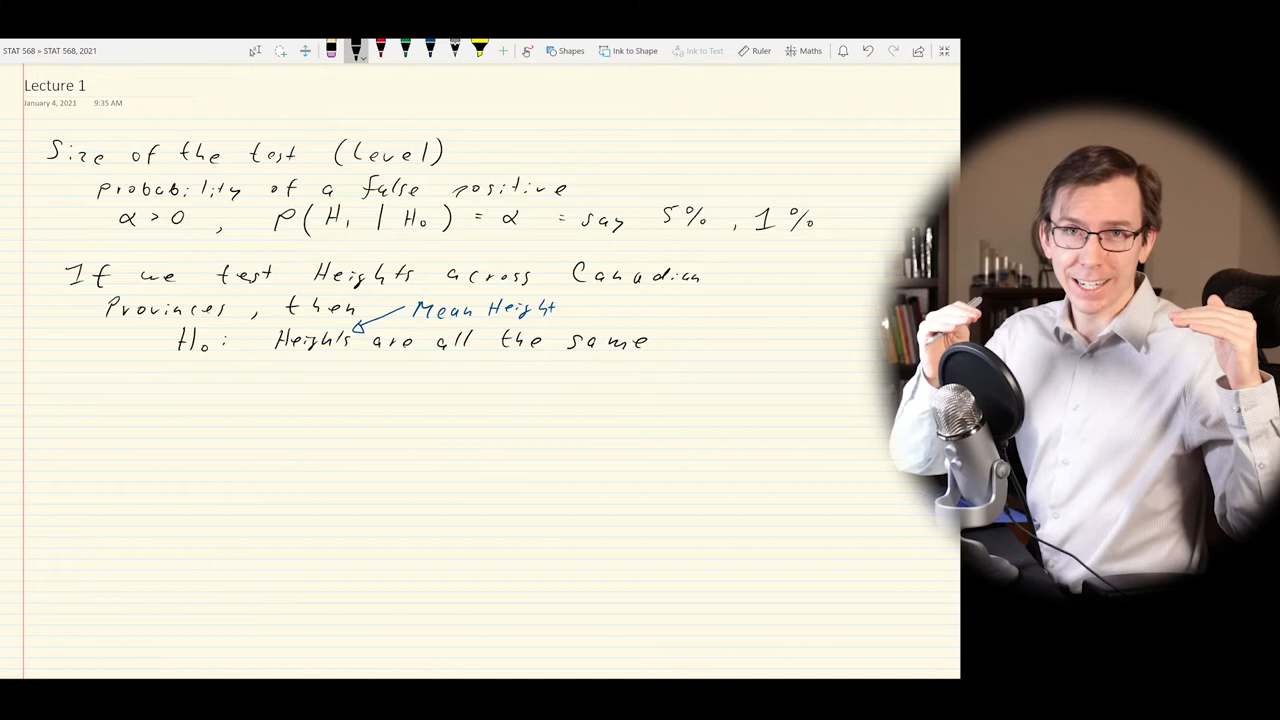 STAT 568 » STAT 568, 2021
Shapes Ink to Shape Ink to Text Ruler Maths
Lecture 1
January 4, 2021 9:35 AM
Size of the test (level)
probability of a false positive
α > 0 , P( H₁ | H₀ ) = α = say 5% , 1%
If we test Heights across Canadian
Provinces , then Mean Height
H₀: Heights are all the same